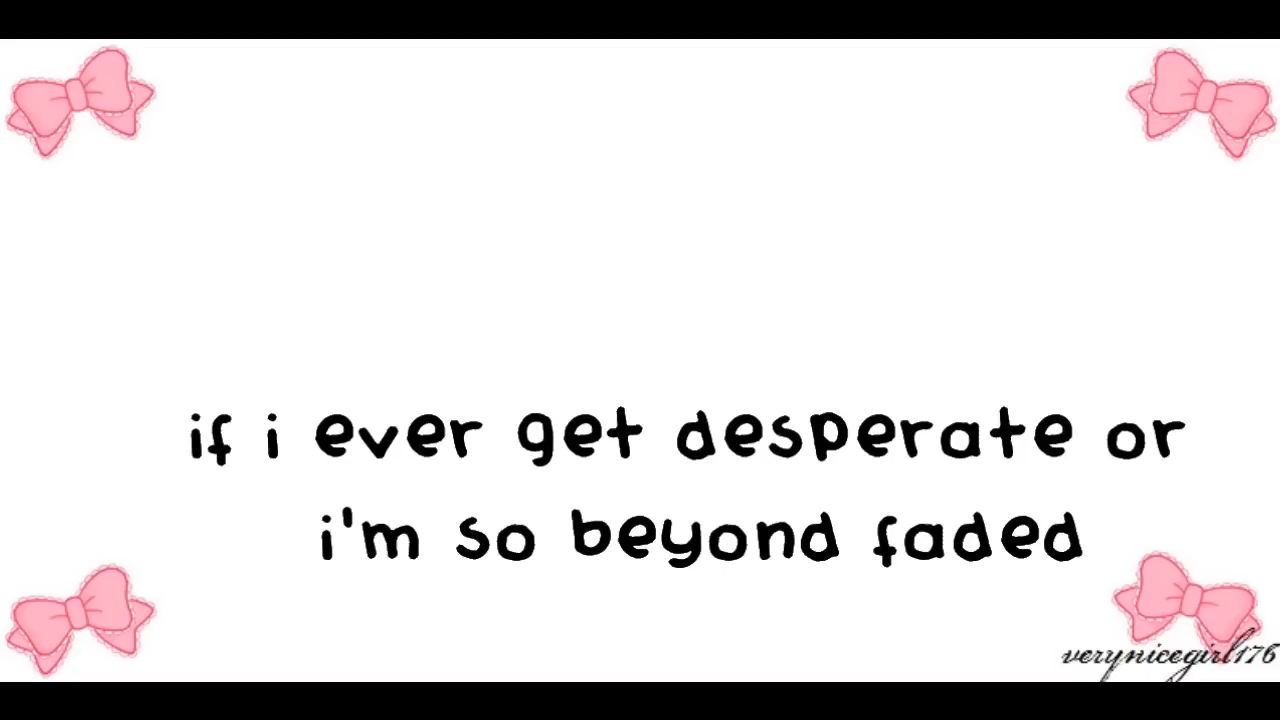 if i ever get desperate or
i'm so beyond faded
verynicegirl176